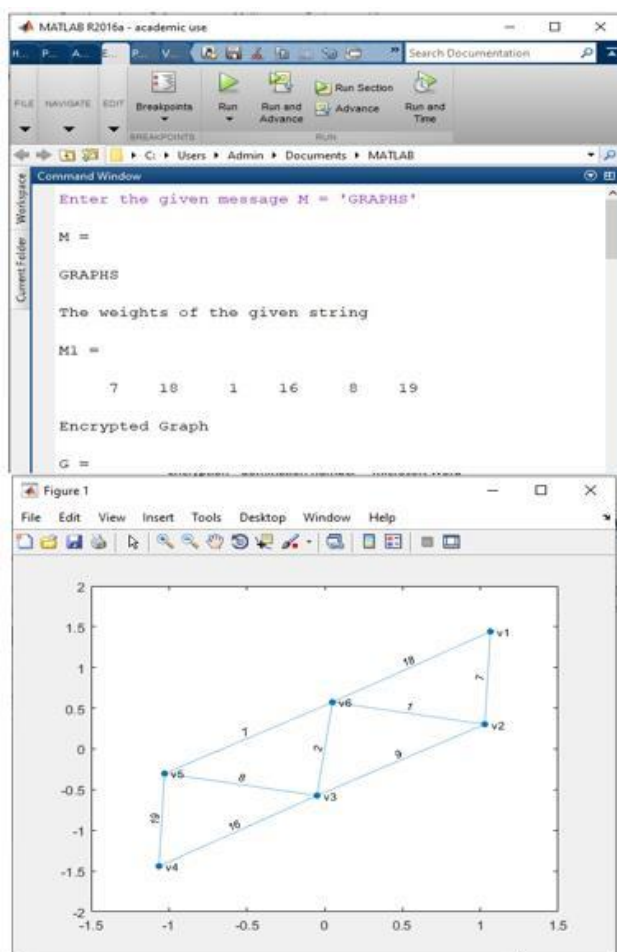 MATLAB R2016a - academic use
H... P... A... E... P... V... Search Documentation
FILE NAVIGATE EDIT Breakpoints Run Run and Advance Run Section Advance Run and Time
BREAKPOINTS RUN
C: Users Admin Documents MATLAB
Workspace
Current Folder
Command Window
Enter the given message M = 'GRAPHS'
M =
GRAPHS
The weights of the given string
M1 =
7 18 1 16 8 19
Encrypted Graph
G =
Figure 1
File Edit View Insert Tools Desktop Window Help
2
1.5
1
0.5
0
-0.5
-1
-1.5
-2
v1
18
7
v6
1
v2
2
9
v5
8
v3
19
16
v4
-1.5 -1 -0.5 0 0.5 1 1.5